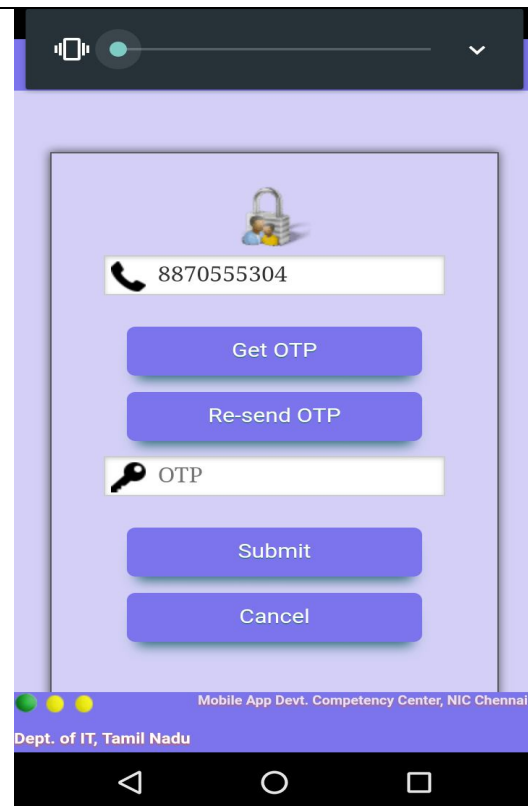 8870555304
Get OTP
Re-send OTP
OTP
Submit
Cancel
Mobile App Devt. Competency Center, NIC Chennai
Dept. of IT, Tamil Nadu